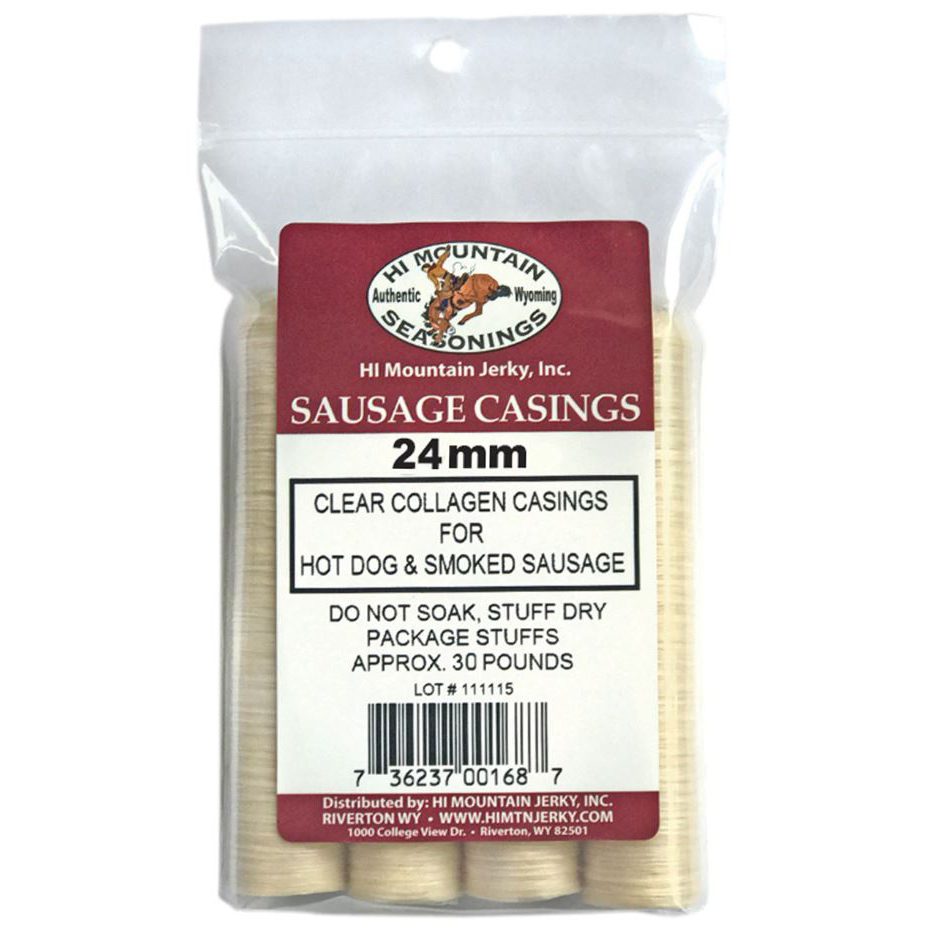 HI MOUNTAIN
Authentic Wyoming
SEASONINGS
HI Mountain Jerky, Inc.
SAUSAGE CASINGS
24mm
CLEAR COLLAGEN CASINGS
FOR
HOT DOG & SMOKED SAUSAGE
DO NOT SOAK, STUFF DRY
PACKAGE STUFFS
APPROX. 30 POUNDS
LOT # 111115
7 36237 00168 7
Distributed by: HI MOUNTAIN JERKY, INC.
RIVERTON WY • WWW.HIMTNJERKY.COM
1000 College View Dr. • Riverton, WY 82501